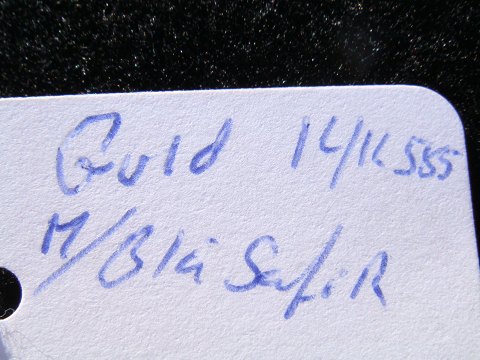 Guld 14/K 585
M/Blå Safir